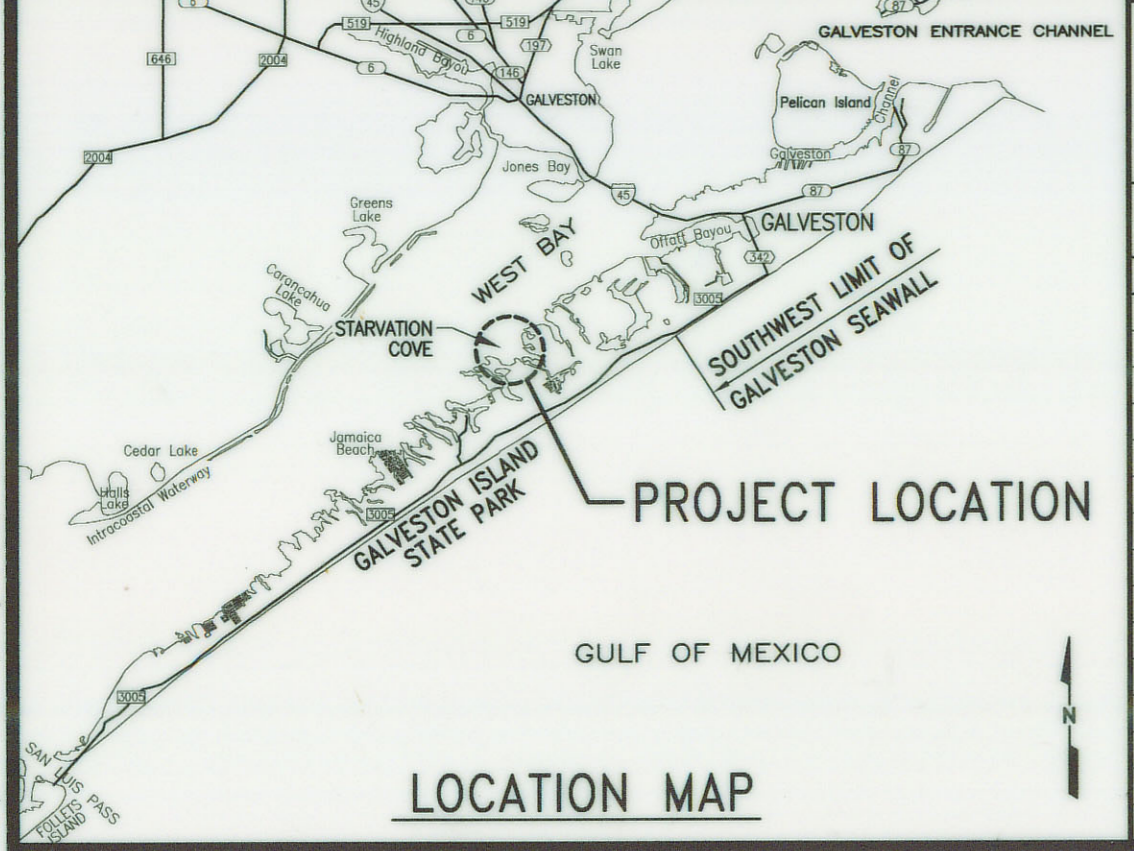 6
45
146
87
519
519
6
197
GALVESTON ENTRANCE CHANNEL
Highland Bayou
Swan
Lake
646
2004
6
146
GALVESTON
Pelican Island
Channel
2004
Galveston
87
Jones Bay
45
87
Greens
Lake
GALVESTON
WEST BAY
Offatt Bayou
342
Carancahua
Lake
3005
SOUTHWEST LIMIT OF
GALVESTON SEAWALL
STARVATION
COVE
Jamaica
Beach
Cedar Lake
Halls
Lake
Intracoastal Waterway
PROJECT LOCATION
3005
GALVESTON ISLAND
STATE PARK
GULF OF MEXICO
3005
N
SAN LUIS PASS
FOLLETS
ISLAND
LOCATION MAP